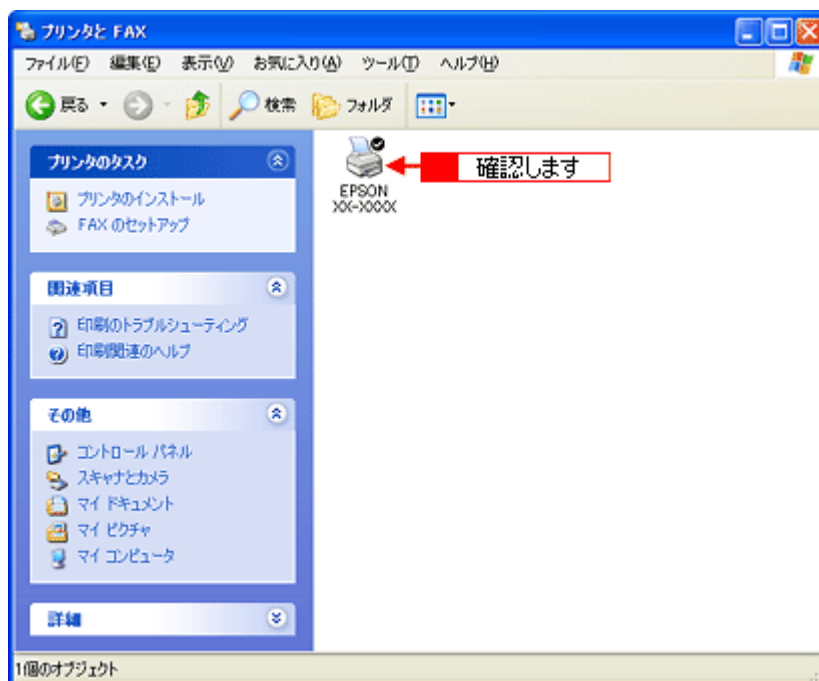 プリンタと FAX
ファイル(F) 編集(E) 表示(V) お気に入り(A) ツール(T) ヘルプ(H)
戻る 検索 フォルダ
プリンタのタスク
プリンタのインストール
FAX のセットアップ
関連項目
印刷のトラブルシューティング
印刷関連のヘルプ
その他
コントロール パネル
スキャナとカメラ
マイ ドキュメント
マイ ピクチャ
マイ コンピュータ
詳細
EPSON
XX-XXXX
確認します
1個のオブジェクト